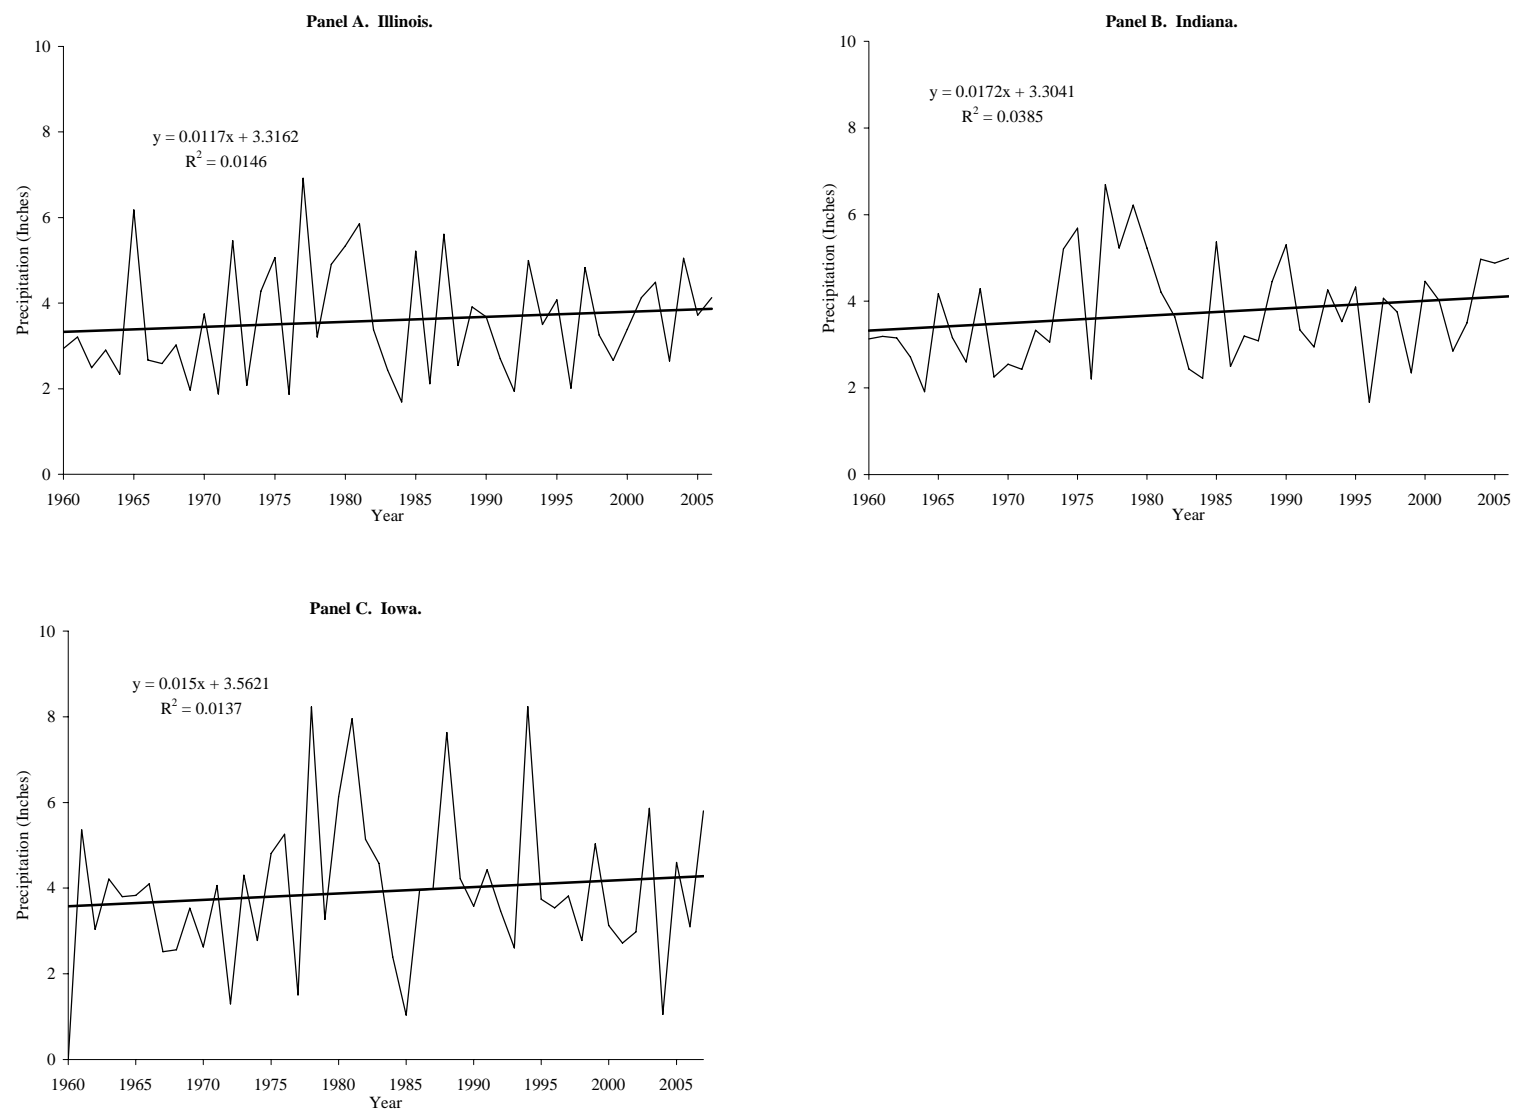 Panel A.  Illinois.
10
8
6
4
2
0
y = 0.0117x + 3.3162
R² = 0.0146
Precipitation (Inches)
1960 1965 1970 1975 1980 1985 1990 1995 2000 2005
Year
Panel B.  Indiana.
10
8
6
4
2
0
y = 0.0172x + 3.3041
R² = 0.0385
Precipitation (Inches)
1960 1965 1970 1975 1980 1985 1990 1995 2000 2005
Year
Panel C.  Iowa.
10
8
6
4
2
0
y = 0.015x + 3.5621
R² = 0.0137
Precipitation (Inches)
1960 1965 1970 1975 1980 1985 1990 1995 2000 2005
Year